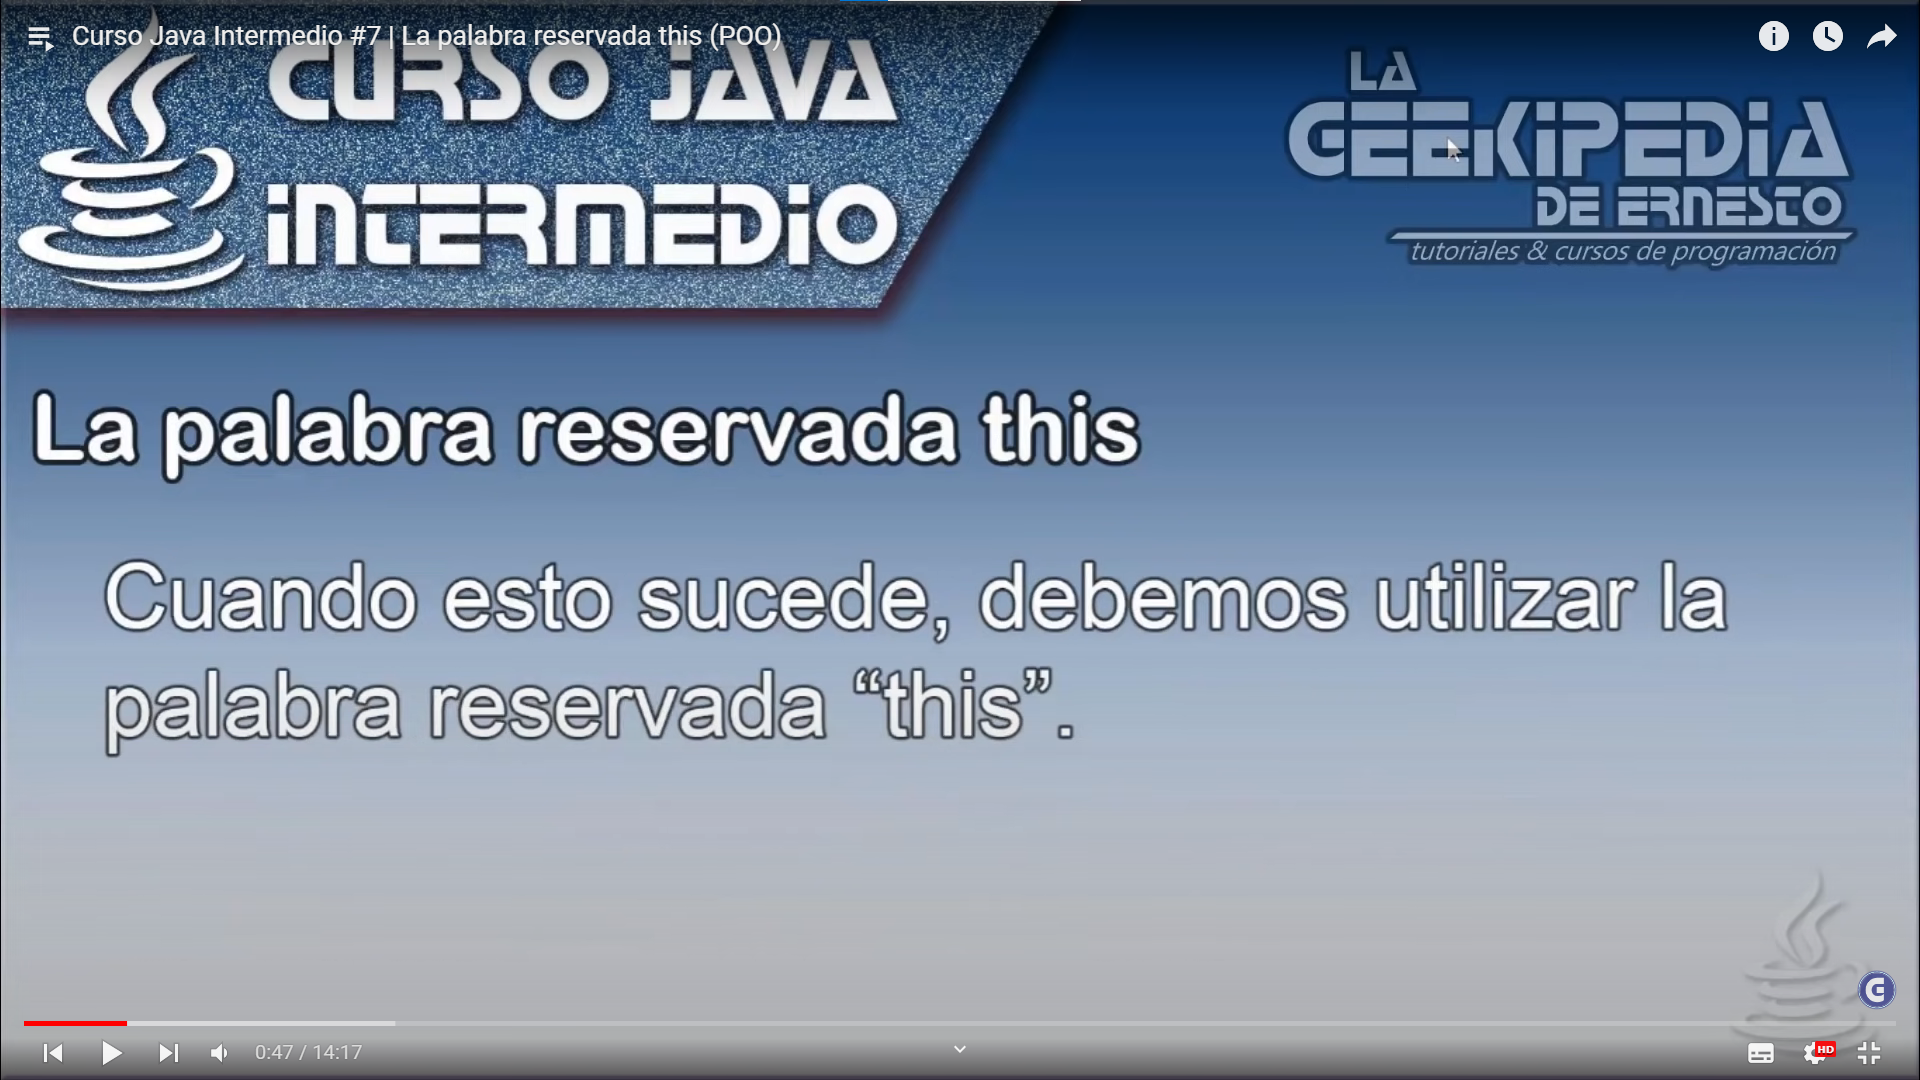 Curso Java Intermedio #7 | La palabra reservada this (POO)
CURSO JAVA
INTERMEDIO
LA
GEEKIPEDIA
DE ERNESTO
tutoriales & cursos de programación
La palabra reservada this
Cuando esto sucede, debemos utilizar la
palabra reservada “this”.
G
0:47 / 14:17
HD